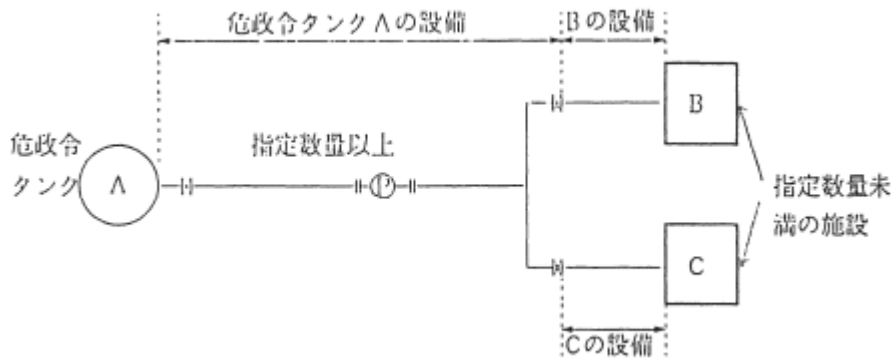 危政令タンクAの設備
Bの設備
B
危政令
タンク
A
指定数量以上
P
指定数量未
満の施設
C
Cの設備